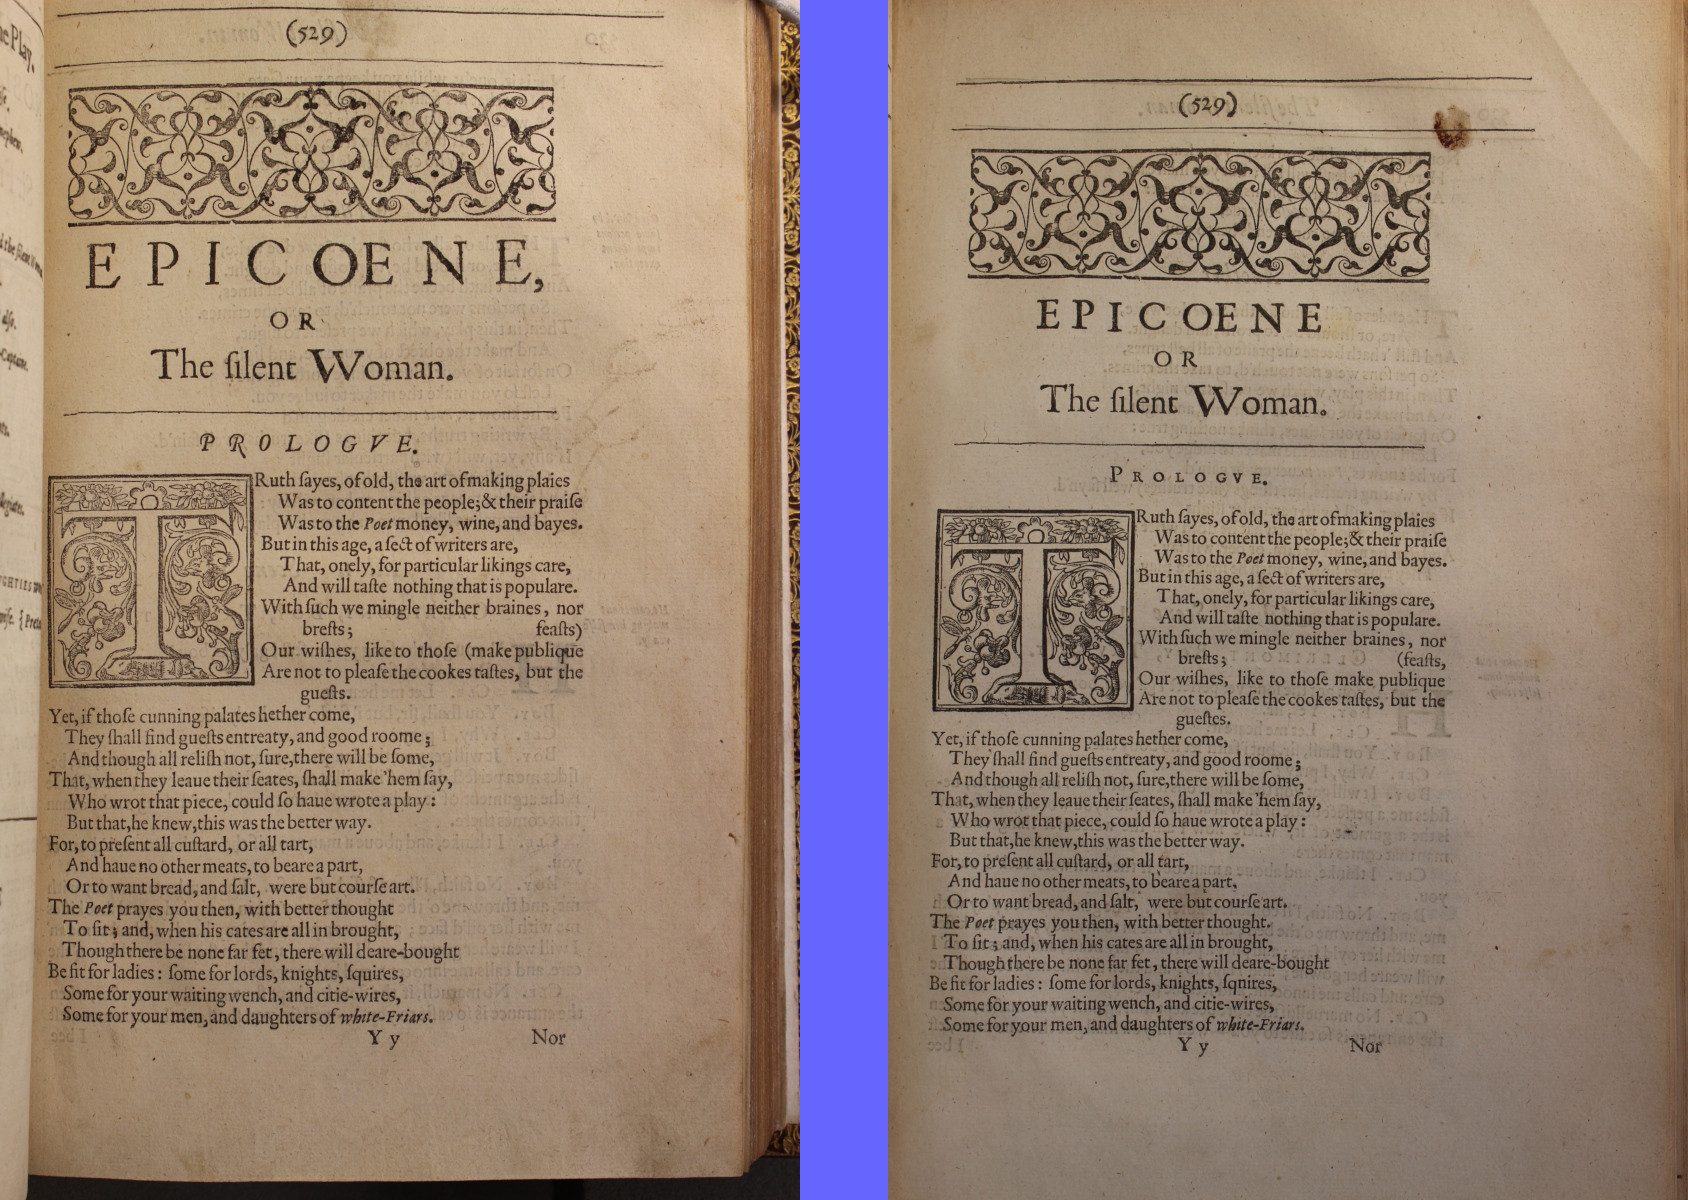 (529)
EPICOENE,
OR
The ſilent Woman.
PROLOGVE.
TRuth ſayes, of old, the art of making plaies
Was to content the people;& their praiſe
Was to the Poet money, wine, and bayes.
But in this age, a ſect of writers are,
That, onely, for particular likings care,
And will taſte nothing that is populare.
With ſuch we mingle neither braines, nor
breſts; feaſts)
Our wiſhes, like to thoſe (make publique
Are not to pleaſe the cookes taſtes, but the
gueſts.
Yet, if thoſe cunning palates hether come,
They ſhall find gueſts entreaty, and good roome;
And though all reliſh not, ſure,there will be ſome,
That, when they leaue their ſeates, ſhall make 'hem ſay,
Who wrot that piece, could ſo haue wrote a play:
But that,he knew,this was the better way.
For, to preſent all cuſtard, or all tart,
And haue no other meats, to beare a part,
Or to want bread, and ſalt, were but courſe art.
The Poet prayes you then, with better thought
To ſit; and, when his cates are all in brought,
Though there be none far fet, there will deare-bought
Be fit for ladies: ſome for lords, knights, ſquires,
Some for your waiting wench, and citie-wires,
Some for your men, and daughters of white-Friars.
Y y Nor
(529)
EPICOENE
OR
The ſilent Woman.
PROLOGVE.
TRuth ſayes, of old, the art of making plaies
Was to content the people;& their praiſe
Was to the Poet money, wine, and bayes.
But in this age, a ſect of writers are,
That, onely, for particular likings care,
And will taſte nothing that is populare.
With ſuch we mingle neither braines, nor
breſts; (feaſts,
Our wiſhes, like to thoſe make publique
Are not to pleaſe the cookes taſtes, but the
gueſtes.
Yet, if thoſe cunning palates hether come,
They ſhall find gueſts entreaty, and good roome;
And though all reliſh not, ſure,there will be ſome,
That, when they leaue their ſeates, ſhall make 'hem ſay,
Who wrot that piece, could ſo haue wrote a play:
But that,he knew,this was the better way.
For, to preſent all cuſtard, or all tart,
And haue no other meats, to beare a part,
Or to want bread, and ſalt, were but courſe art.
The Poet prayes you then, with better thought.
To ſit; and, when his cates are all in brought,
Though there be none far fet, there will deare-bought
Be fit for ladies: ſome for lords, knights, ſqnires,
Some for your waiting wench, and citie-wires,
Some for your men, and daughters of white-Friars.
Y y Nor